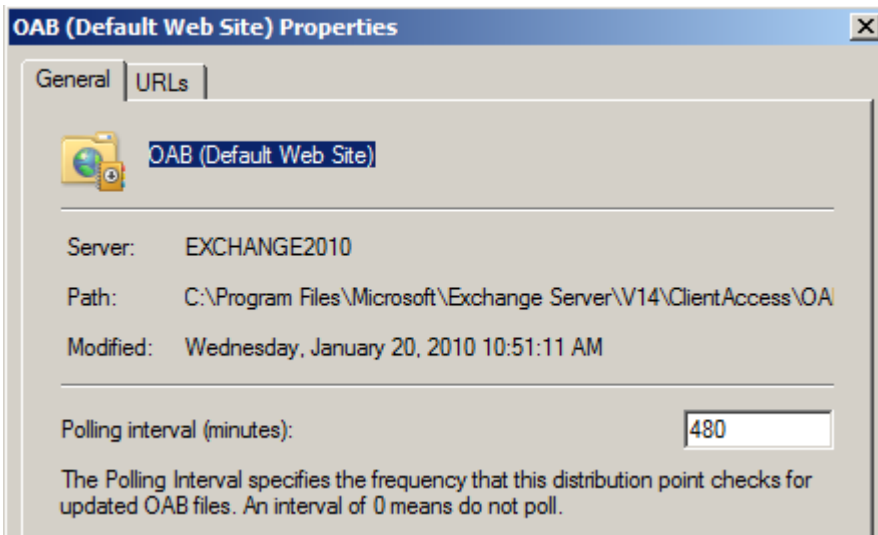 OAB (Default Web Site) Properties
General
URLs
OAB (Default Web Site)
Server: EXCHANGE2010
Path: C:\Program Files\Microsoft\Exchange Server\V14\ClientAccess\OA
Modified: Wednesday, January 20, 2010 10:51:11 AM
Polling interval (minutes): 480
The Polling Interval specifies the frequency that this distribution point checks for
updated OAB files. An interval of 0 means do not poll.